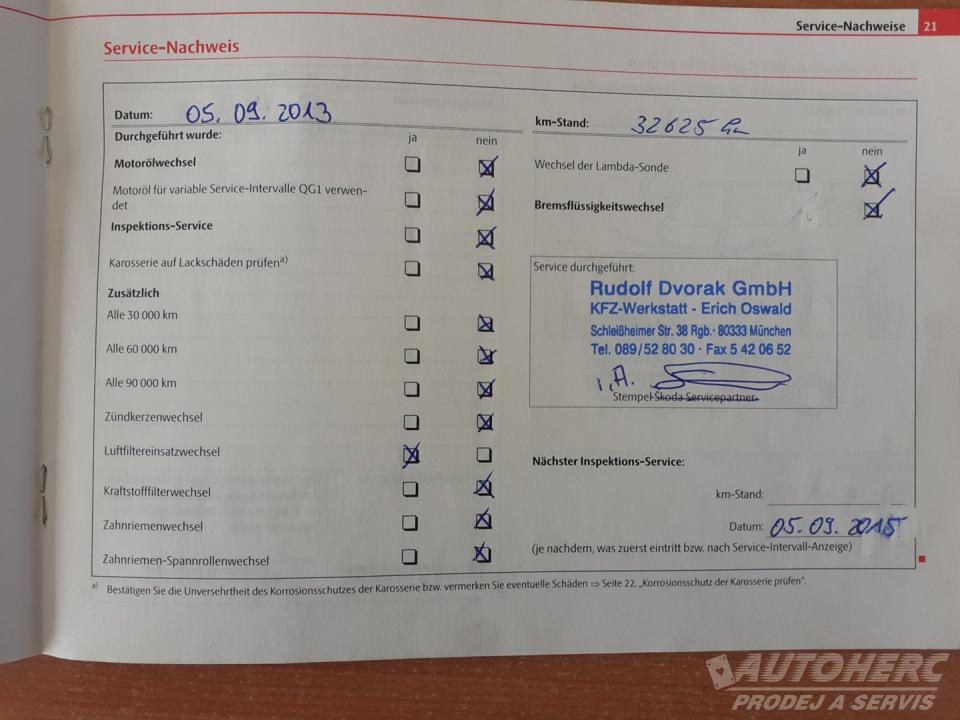 Service-Nachweise 21
Service-Nachweis
Datum: 05. 09. 2013
Durchgeführt wurde: ja nein
Motorölwechsel
Motoröl für variable Service-Intervalle QG1 verwen-
det
Inspektions-Service
Karosserie auf Lackschäden prüfen a)
Zusätzlich
Alle 30 000 km
Alle 60 000 km
Alle 90 000 km
Zündkerzenwechsel
Luftfiltereinsatzwechsel
Kraftstofffilterwechsel
Zahnriemenwechsel
Zahnriemen-Spannrollenwechsel
km-Stand: 32625 km
ja nein
Wechsel der Lambda-Sonde
Bremsflüssigkeitswechsel
Service durchgeführt:
Rudolf Dvorak GmbH
KFZ-Werkstatt - Erich Oswald
Schleißheimer Str. 38 Rgb. · 80333 München
Tel. 089/52 80 30 · Fax 5 42 06 52
i.A.
Stempel Škoda Servicepartner
Nächster Inspektions-Service:
km-Stand:
Datum: 05. 09. 2015
(je nachdem, was zuerst eintritt bzw. nach Service-Intervall-Anzeige)
a) Bestätigen Sie die Unversehrtheit des Korrosionsschutzes der Karosserie bzw. vermerken Sie eventuelle Schäden ⇒ Seite 22, „Korrosionsschutz der Karosserie prüfen“.
AUTOHERC
PRODEJ A SERVIS